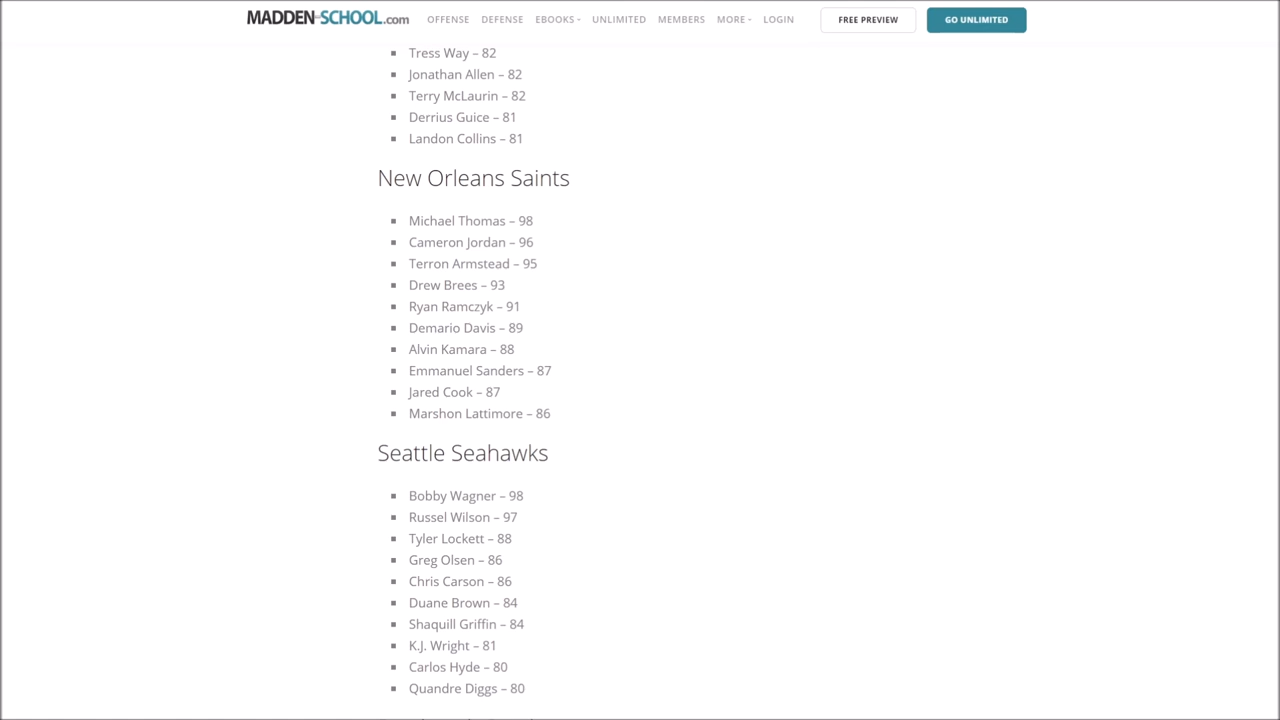 MADDEN-SCHOOL.com OFFENSE DEFENSE EBOOKS UNLIMITED MEMBERS MORE LOGIN FREE PREVIEW GO UNLIMITED
Tress Way – 82
Jonathan Allen – 82
Terry McLaurin – 82
Derrius Guice – 81
Landon Collins – 81
New Orleans Saints
Michael Thomas – 98
Cameron Jordan – 96
Terron Armstead – 95
Drew Brees – 93
Ryan Ramczyk – 91
Demario Davis – 89
Alvin Kamara – 88
Emmanuel Sanders – 87
Jared Cook – 87
Marshon Lattimore – 86
Seattle Seahawks
Bobby Wagner – 98
Russel Wilson – 97
Tyler Lockett – 88
Greg Olsen – 86
Chris Carson – 86
Duane Brown – 84
Shaquill Griffin – 84
K.J. Wright – 81
Carlos Hyde – 80
Quandre Diggs – 80